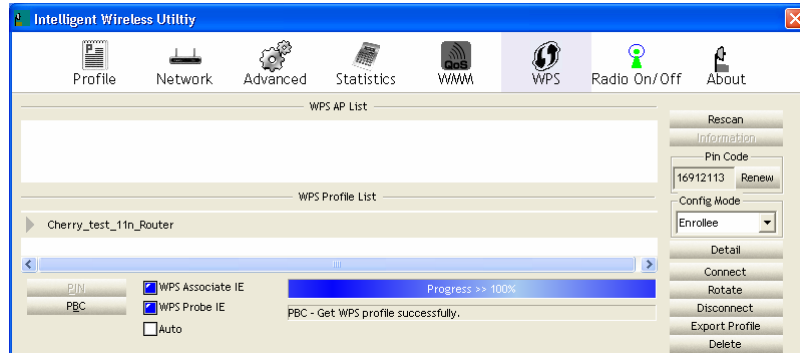 Intelligent Wireless Utiltiy
Profile Network Advanced Statistics QoS WMM WPS Radio On/Off About
WPS AP List
Rescan
Information
Pin Code
16912113 Renew
WPS Profile List
Config Mode
Cherry_test_11n_Router
Enrollee
Detail
Connect
PIN WPS Associate IE Progress >> 100% Rotate
PBC WPS Probe IE PBC - Get WPS profile successfully. Disconnect
Auto Export Profile
Delete